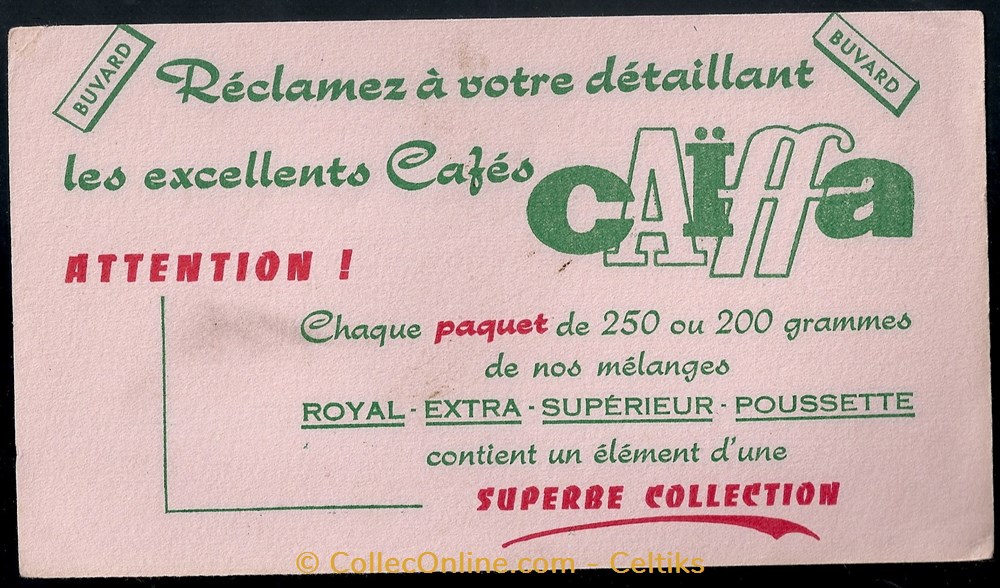 BUVARD
BUVARD
Réclamez à votre détaillant
les excellents Cafés CAÏffa
ATTENTION !
Chaque paquet de 250 ou 200 grammes
de nos mélanges
ROYAL - EXTRA - SUPÉRIEUR - POUSSETTE
contient un élément d'une
SUPERBE COLLECTION
© CollecOnline.com - Celtiks